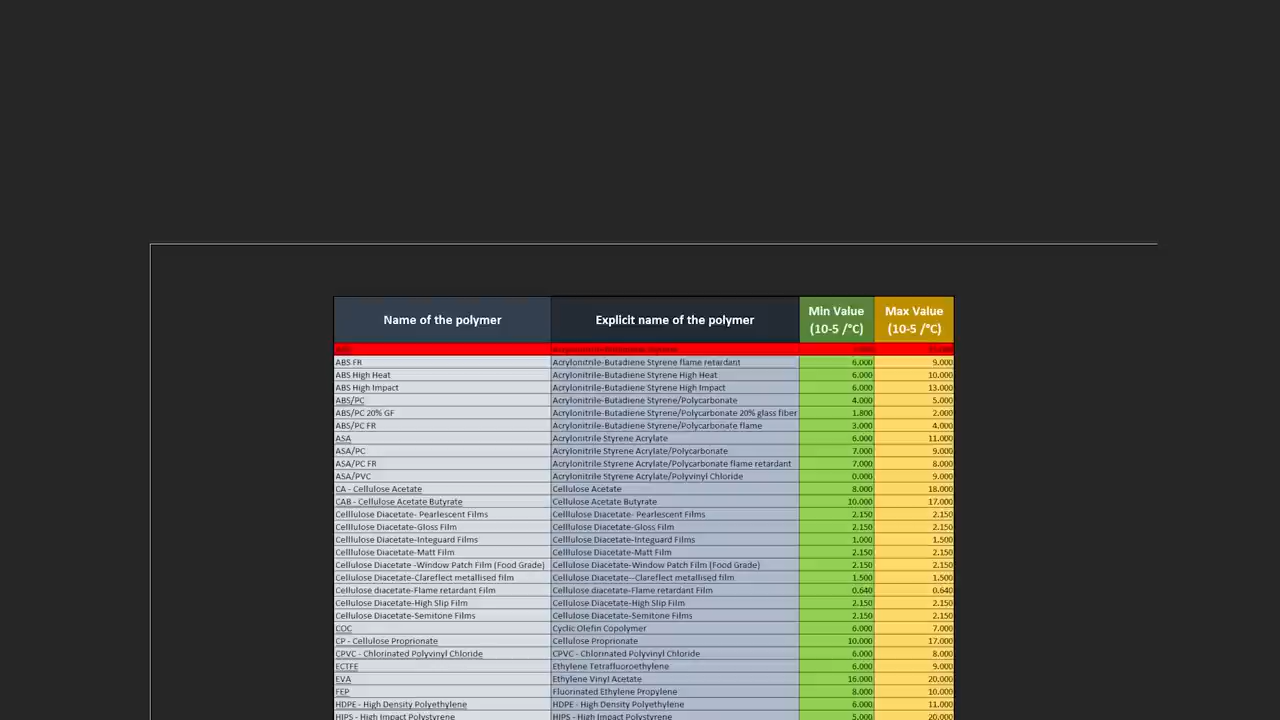 Name of the polymer Explicit name of the polymer Min Value (10-5 /°C) Max Value (10-5 /°C)
ABS FR Acrylonitrile-Butadiene Styrene flame retardant 6.000 9.000
ABS High Heat Acrylonitrile-Butadiene Styrene High Heat 6.000 10.000
ABS High Impact Acrylonitrile-Butadiene Styrene High Impact 6.000 13.000
ABS/PC Acrylonitrile-Butadiene Styrene/Polycarbonate 4.000 5.000
ABS/PC 20% GF Acrylonitrile-Butadiene Styrene/Polycarbonate 20% glass fiber 1.800 2.000
ABS/PC FR Acrylonitrile-Butadiene Styrene/Polycarbonate flame 3.000 4.000
ASA Acrylonitrile Styrene Acrylate 6.000 11.000
ASA/PC Acrylonitrile Styrene Acrylate/Polycarbonate 7.000 9.000
ASA/PC FR Acrylonitrile Styrene Acrylate/Polycarbonate flame retardant 7.000 8.000
ASA/PVC Acrylonitrile Styrene Acrylate/Polyvinyl Chloride 0.000 9.000
CA - Cellulose Acetate Cellulose Acetate 8.000 18.000
CAB - Cellulose Acetate Butyrate Cellulose Acetate Butyrate 10.000 17.000
Celllulose Diacetate- Pearlescent Films Celllulose Diacetate- Pearlescent Films 2.150 2.150
Celllulose Diacetate-Gloss Film Celllulose Diacetate-Gloss Film 2.150 2.150
Celllulose Diacetate-Integuard Films Celllulose Diacetate-Integuard Films 1.000 1.500
Celllulose Diacetate-Matt Film Celllulose Diacetate-Matt Film 2.150 2.150
Cellulose Diacetate -Window Patch Film (Food Grade) Cellulose Diacetate-Window Patch Film (Food Grade) 2.150 2.150
Cellulose Diacetate-Clareflect metallised film Cellulose Diacetate--Clareflect metallised film 1.500 1.500
Cellulose diacetate-Flame retardant Film Cellulose diacetate-Flame retardant Film 0.640 0.640
Cellulose Diacetate-High Slip Film Cellulose Diacetate-High Slip Film 2.150 2.150
Cellulose Diacetate-Semitone Films Cellulose Diacetate-Semitone Films 2.150 2.150
COC Cyclic Olefin Copolymer 6.000 7.000
CP - Cellulose Proprionate Cellulose Proprionate 10.000 17.000
CPVC - Chlorinated Polyvinyl Chloride CPVC - Chlorinated Polyvinyl Chloride 6.000 8.000
ECTFE Ethylene Tetrafluoroethylene 6.000 9.000
EVA Ethylene Vinyl Acetate 16.000 20.000
FEP Fluorinated Ethylene Propylene 8.000 10.000
HDPE - High Density Polyethylene HDPE - High Density Polyethylene 6.000 11.000
HIPS - High Impact Polystyrene HIPS - High Impact Polystyrene 5.000 20.000